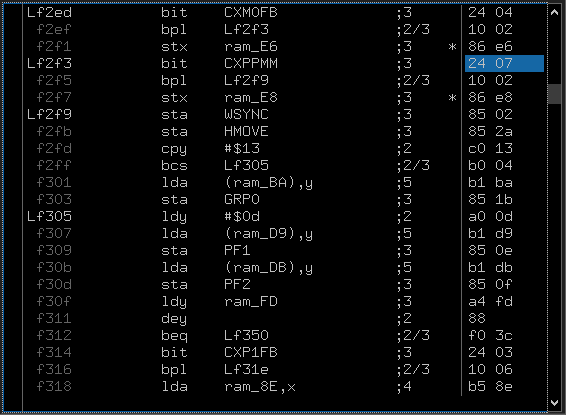 Lf2ed bit CXM0FB ;3 24 04
f2ef bpl Lf2f3 ;2/3 10 02
f2f1 stx ram_E6 ;3 * 86 e6
Lf2f3 bit CXPPMM ;3 24 07
f2f5 bpl Lf2f9 ;2/3 10 02
f2f7 stx ram_E8 ;3 * 86 e8
Lf2f9 sta WSYNC ;3 85 02
f2fb sta HMOVE ;3 85 2a
f2fd cpy #$13 ;2 c0 13
f2ff bcs Lf305 ;2/3 b0 04
f301 lda (ram_BA),y ;5 b1 ba
f303 sta GRP0 ;3 85 1b
Lf305 ldy #$0d ;2 a0 0d
f307 lda (ram_D9),y ;5 b1 d9
f309 sta PF1 ;3 85 0e
f30b lda (ram_DB),y ;5 b1 db
f30d sta PF2 ;3 85 0f
f30f ldy ram_FD ;3 a4 fd
f311 dey ;2 88
f312 beq Lf350 ;2/3 f0 3c
f314 bit CXP1FB ;3 24 03
f316 bpl Lf31e ;2/3 10 06
f318 lda ram_8E,x ;4 b5 8e